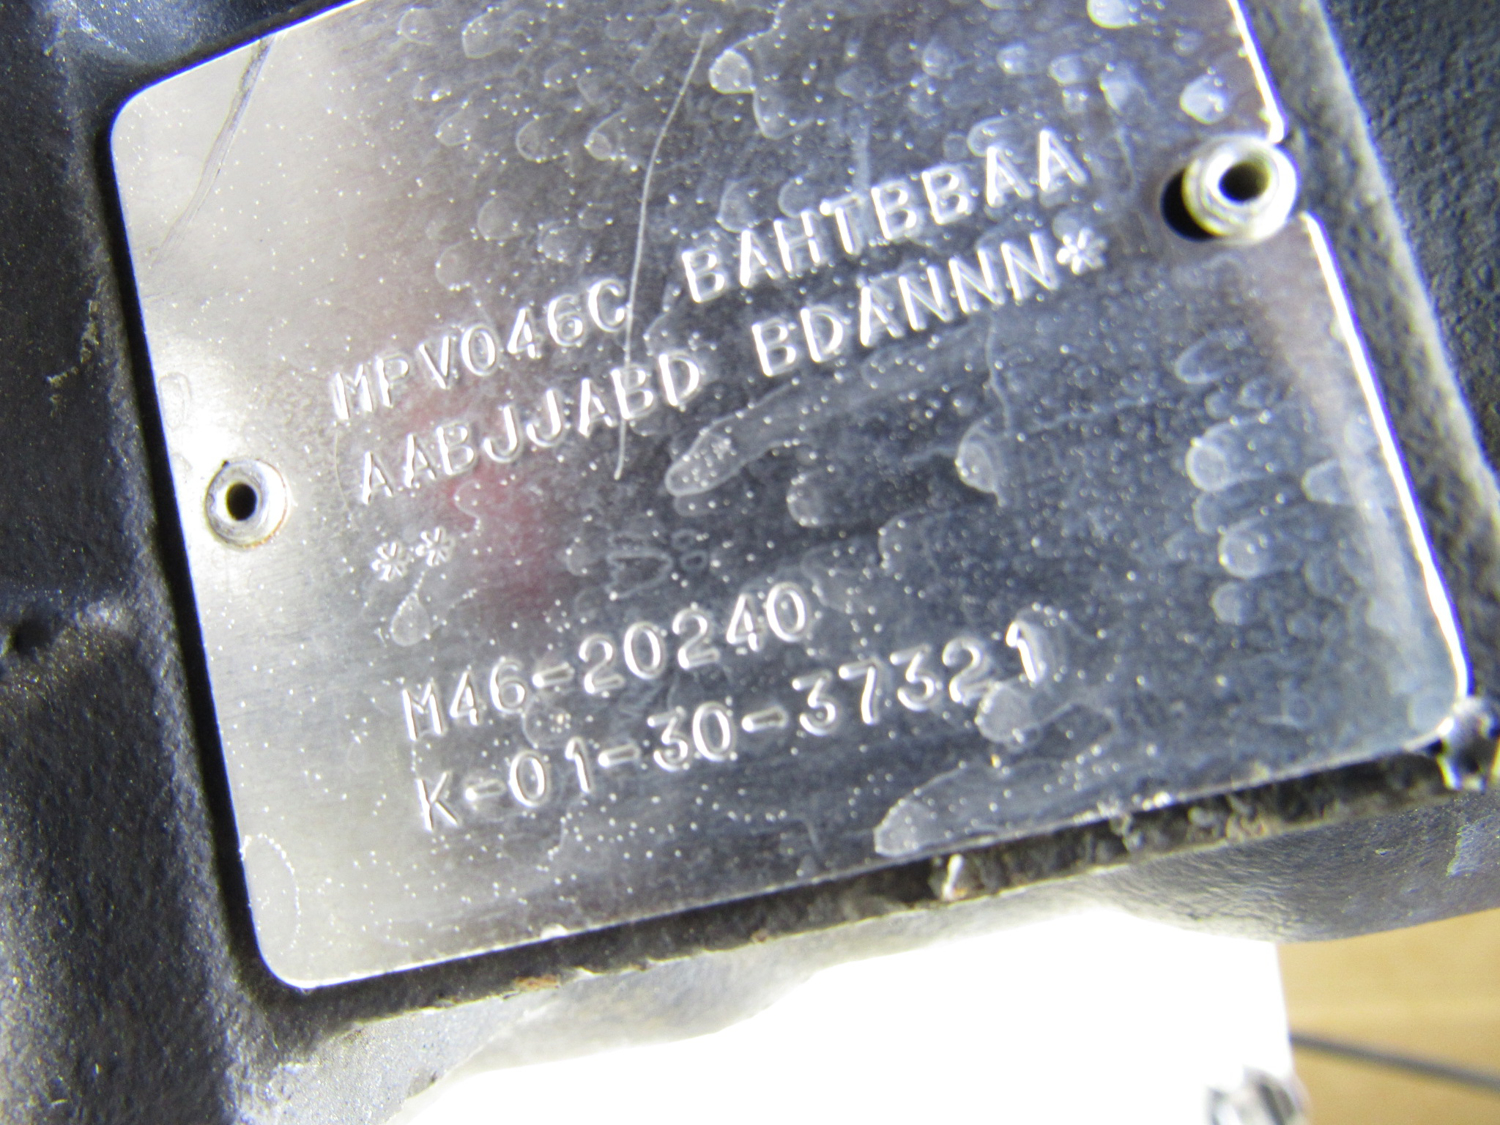 MPV046C BAHTBBAA
AABJJABD BDANNN*
**
M46-20240
K-01-30-37321